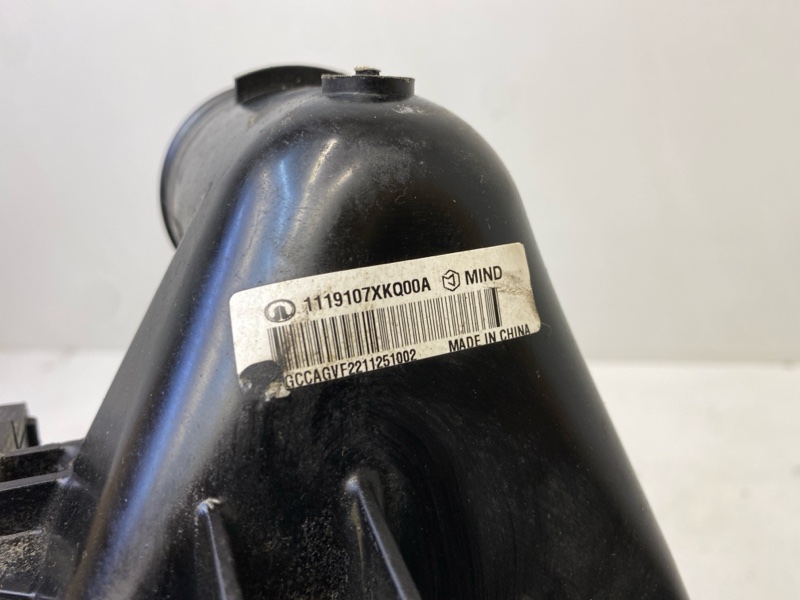 1119107XKQ00A MIND
GCCAGVF2211251002 MADE IN CHINA